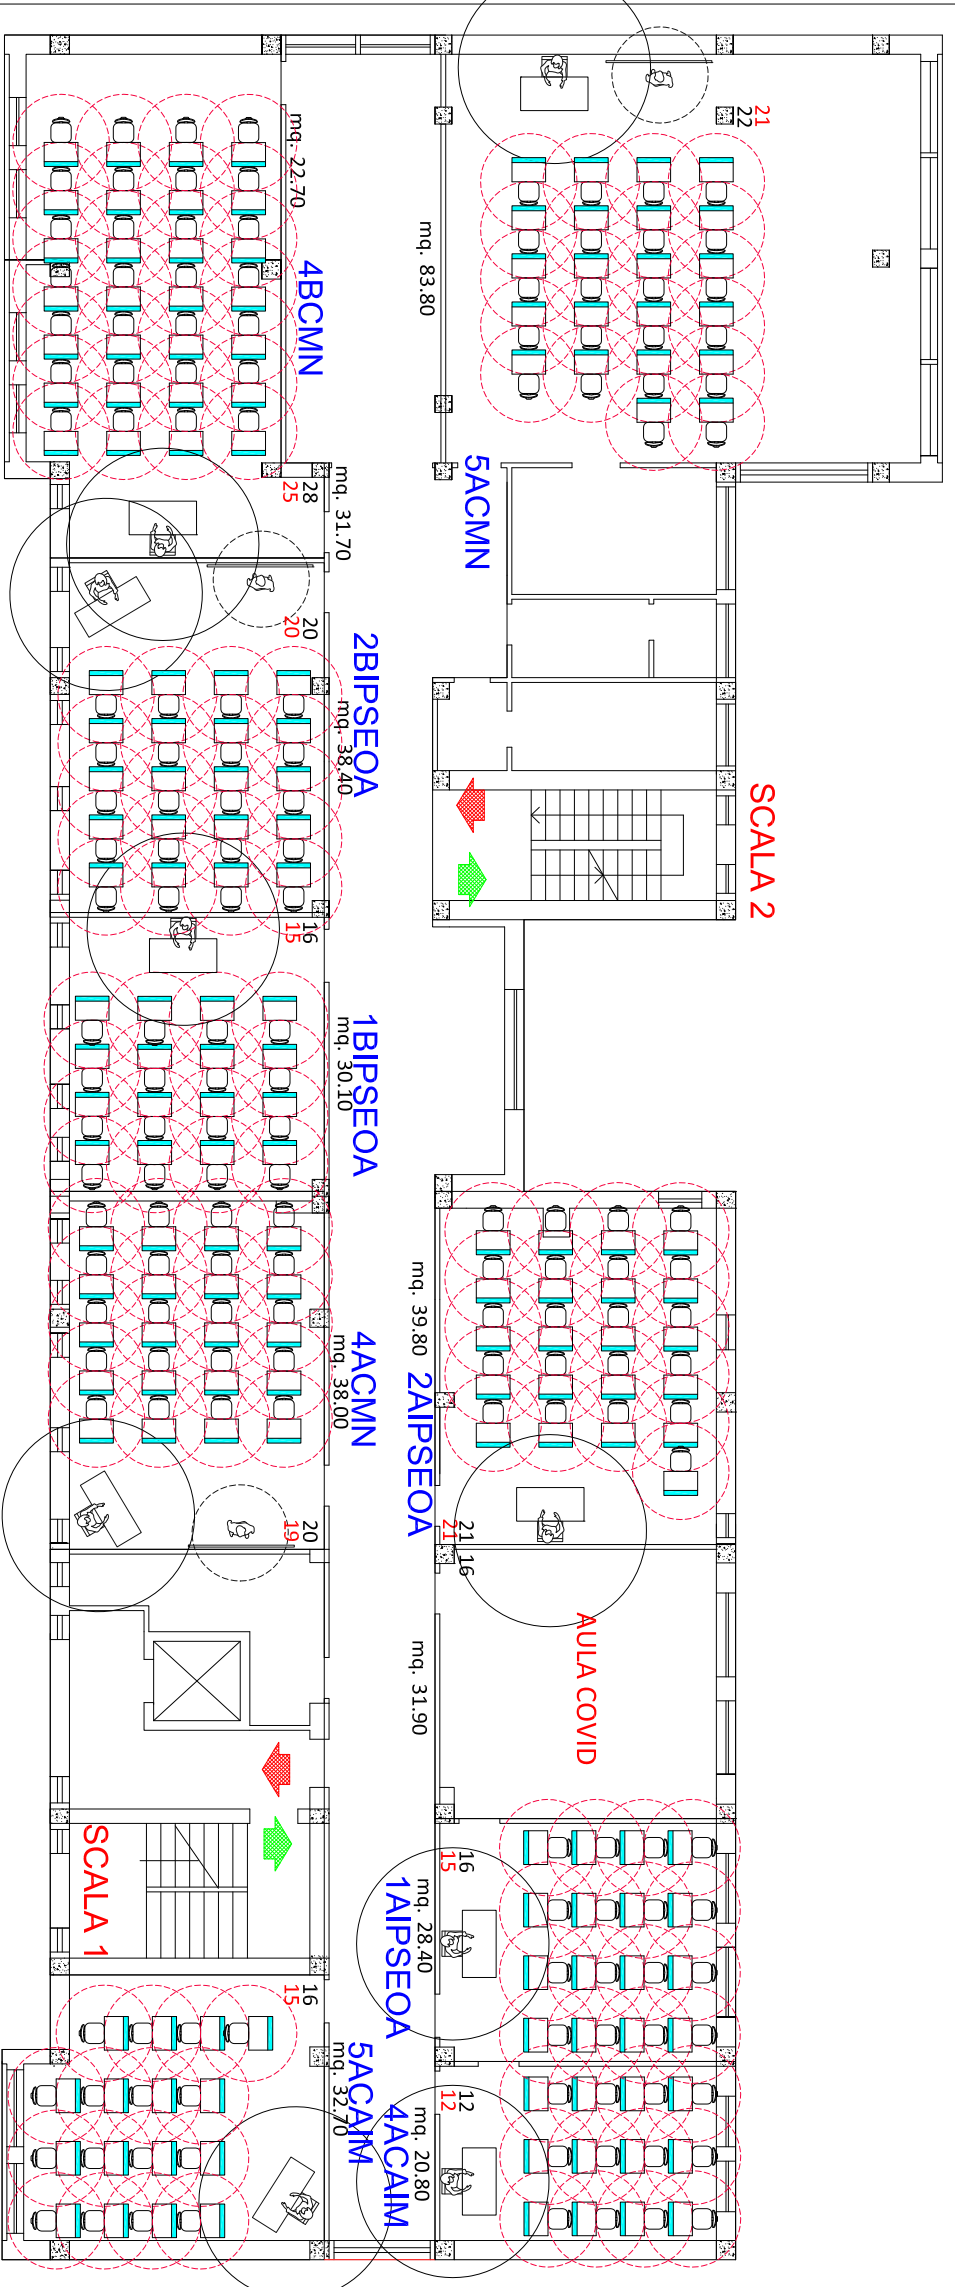 21
22
mq. 22.70
4BCMN
mq. 83.80
5ACMN
28
25
mq. 31.70
20
20
2BIPSEOA
mq. 38.40
SCALA 2
16
15
1BIPSEOA
mq. 30.10
4ACMN
mq. 38.00
mq. 39.80
2AIPSEOA
20
19
21
21
16
AULA COVID
mq. 31.90
SCALA 1
16
15
mq. 28.40
1AIPSEOA
16
15
5ACAIM
mq. 32.70
12
12
mq. 20.80
4ACAIM